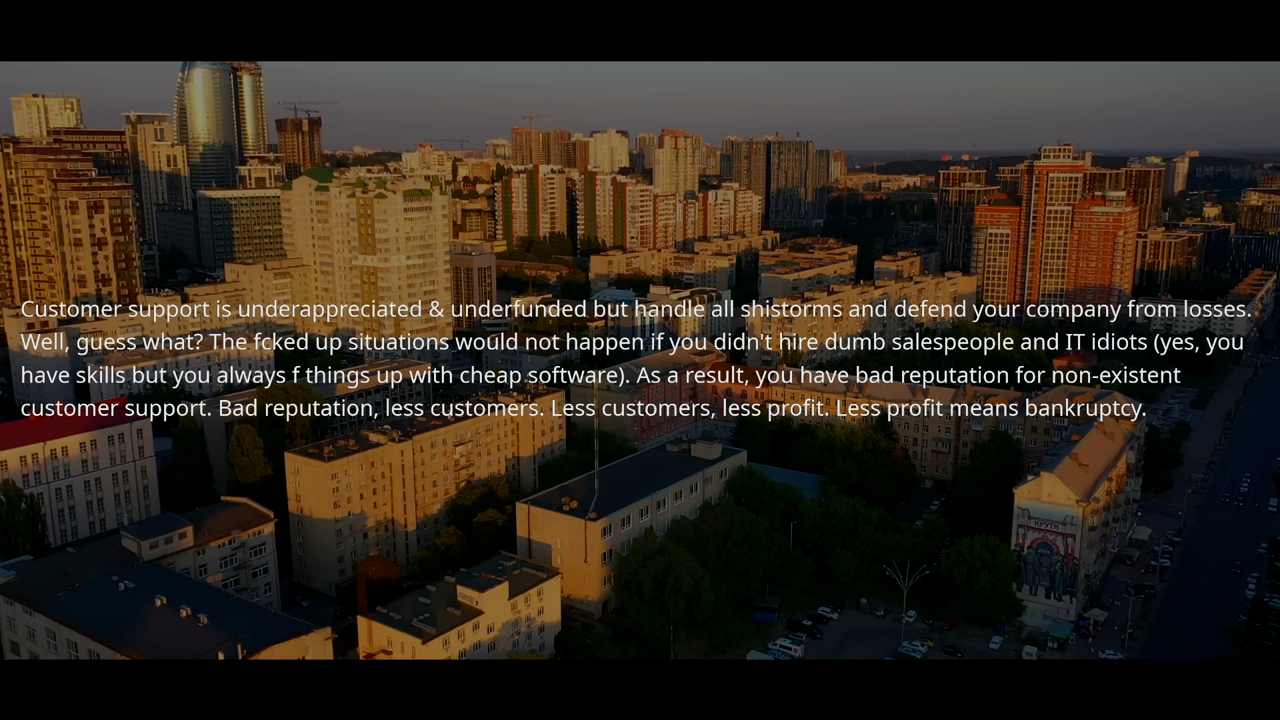 Customer support is underappreciated & underfunded but handle all shistorms and defend your company from losses.
Well, guess what? The fcked up situations would not happen if you didn't hire dumb salespeople and IT idiots (yes, you
have skills but you always f things up with cheap software). As a result, you have bad reputation for non-existent
customer support. Bad reputation, less customers. Less customers, less profit. Less profit means bankruptcy.
КРУТИ